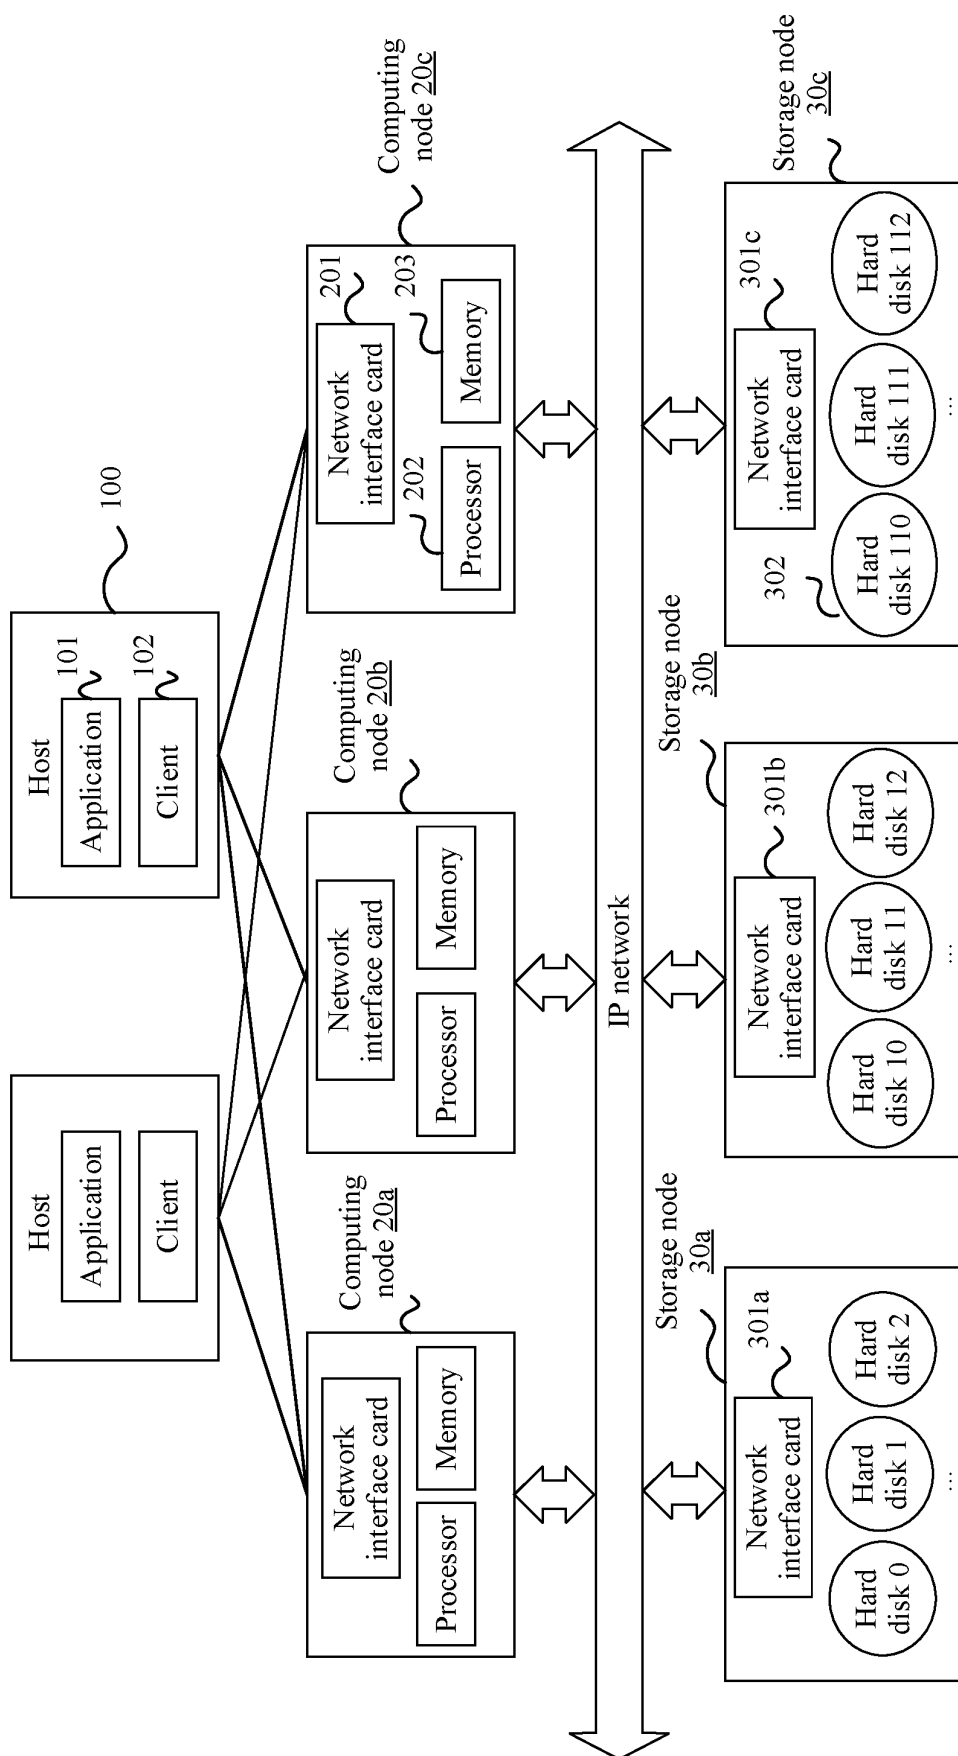 Host
Application
Client
Host
Application
101
Client
102
100
Computing
node 20a
Network
interface card
Processor
Memory
Computing
node 20b
Network
interface card
Processor
Memory
Computing
node 20c
Network
interface card
201
202
203
Processor
Memory
IP network
Storage node
30a
Network
interface card
301a
Hard
disk 0
Hard
disk 1
Hard
disk 2
...
Storage node
30b
Network
interface card
301b
Hard
disk 10
Hard
disk 11
Hard
disk 12
...
Storage node
30c
Network
interface card
301c
302
Hard
disk 110
Hard
disk 111
Hard
disk 112
...